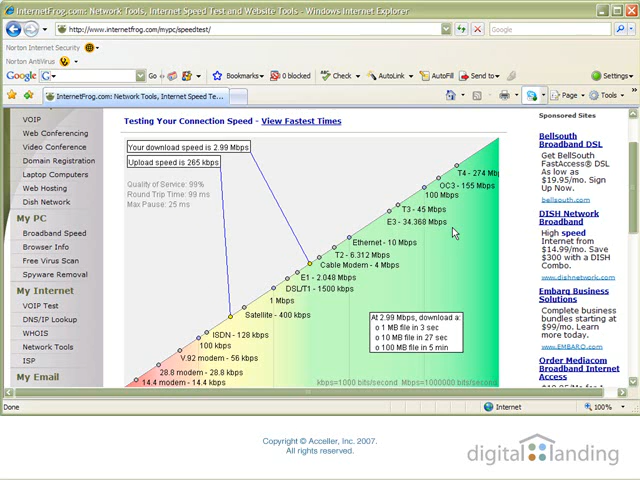 InternetFrog.com: Network Tools, Internet Speed Test and Website Tools - Windows Internet Explorer
http://www.internetfrog.com/mypc/speedtest/
Google
Norton Internet Security
Norton AntiVirus
Go
Bookmarks
0 blocked
Check
AutoLink
AutoFill
Send to
Settings
InternetFrog.com: Network Tools, Internet Speed Te...
Page
Tools
VOIP
Web Conferencing
Video Conference
Domain Registration
Laptop Computers
Web Hosting
Dish Network
My PC
Broadband Speed
Browser Info
Free Virus Scan
Spyware Removal
My Internet
VOIP Test
DNS/IP Lookup
WHOIS
Network Tools
ISP
My Email
Testing Your Connection Speed - View Fastest Times
Your download speed is 2.99 Mbps
Upload speed is 265 kbps
Quality of Service: 99%
Round Trip Time: 99 ms
Max Pause: 25 ms
T4 - 274 Mbp
OC3 - 155 Mbps
100 Mbps
T3 - 45 Mbps
E3 - 34.368 Mbps
Ethernet - 10 Mbps
T2 - 6.312 Mbps
Cable Modem - 4 Mbps
E1 - 2.048 Mbps
DSL/T1 - 1500 kbps
1 Mbps
Satellite - 400 kbps
ISDN - 128 kbps
100 kbps
V.92 modem - 56 kbps
28.8 modem - 28.8 kbps
14.4 modem - 14.4 kbps
At 2.99 Mbps, download a:
o 1 MB file in 3 sec
o 10 MB file in 27 sec
o 100 MB file in 5 min
kbps=1000 bits/second Mbps=1000000 bits/second
Sponsored Sites
Bellsouth
Broadband DSL
Get BellSouth
FastAccess® DSL
As low as
$19.95/mo. Sign
Up Now.
bellsouth.com
DISH Network
Broadband
High speed
Internet from
$14.99/mo. Save
$300 with a DISH
Combo.
www.dishnetwork.com
Embarq Business
Solutions
Complete business
bundles starting at
$99/mo. Learn
more today.
www.EMBARQ.com
Order Mediacom
Broadband Internet
Access
Done
Internet
100%
Copyright © Acceller, Inc. 2007.
All rights reserved.
digital landing